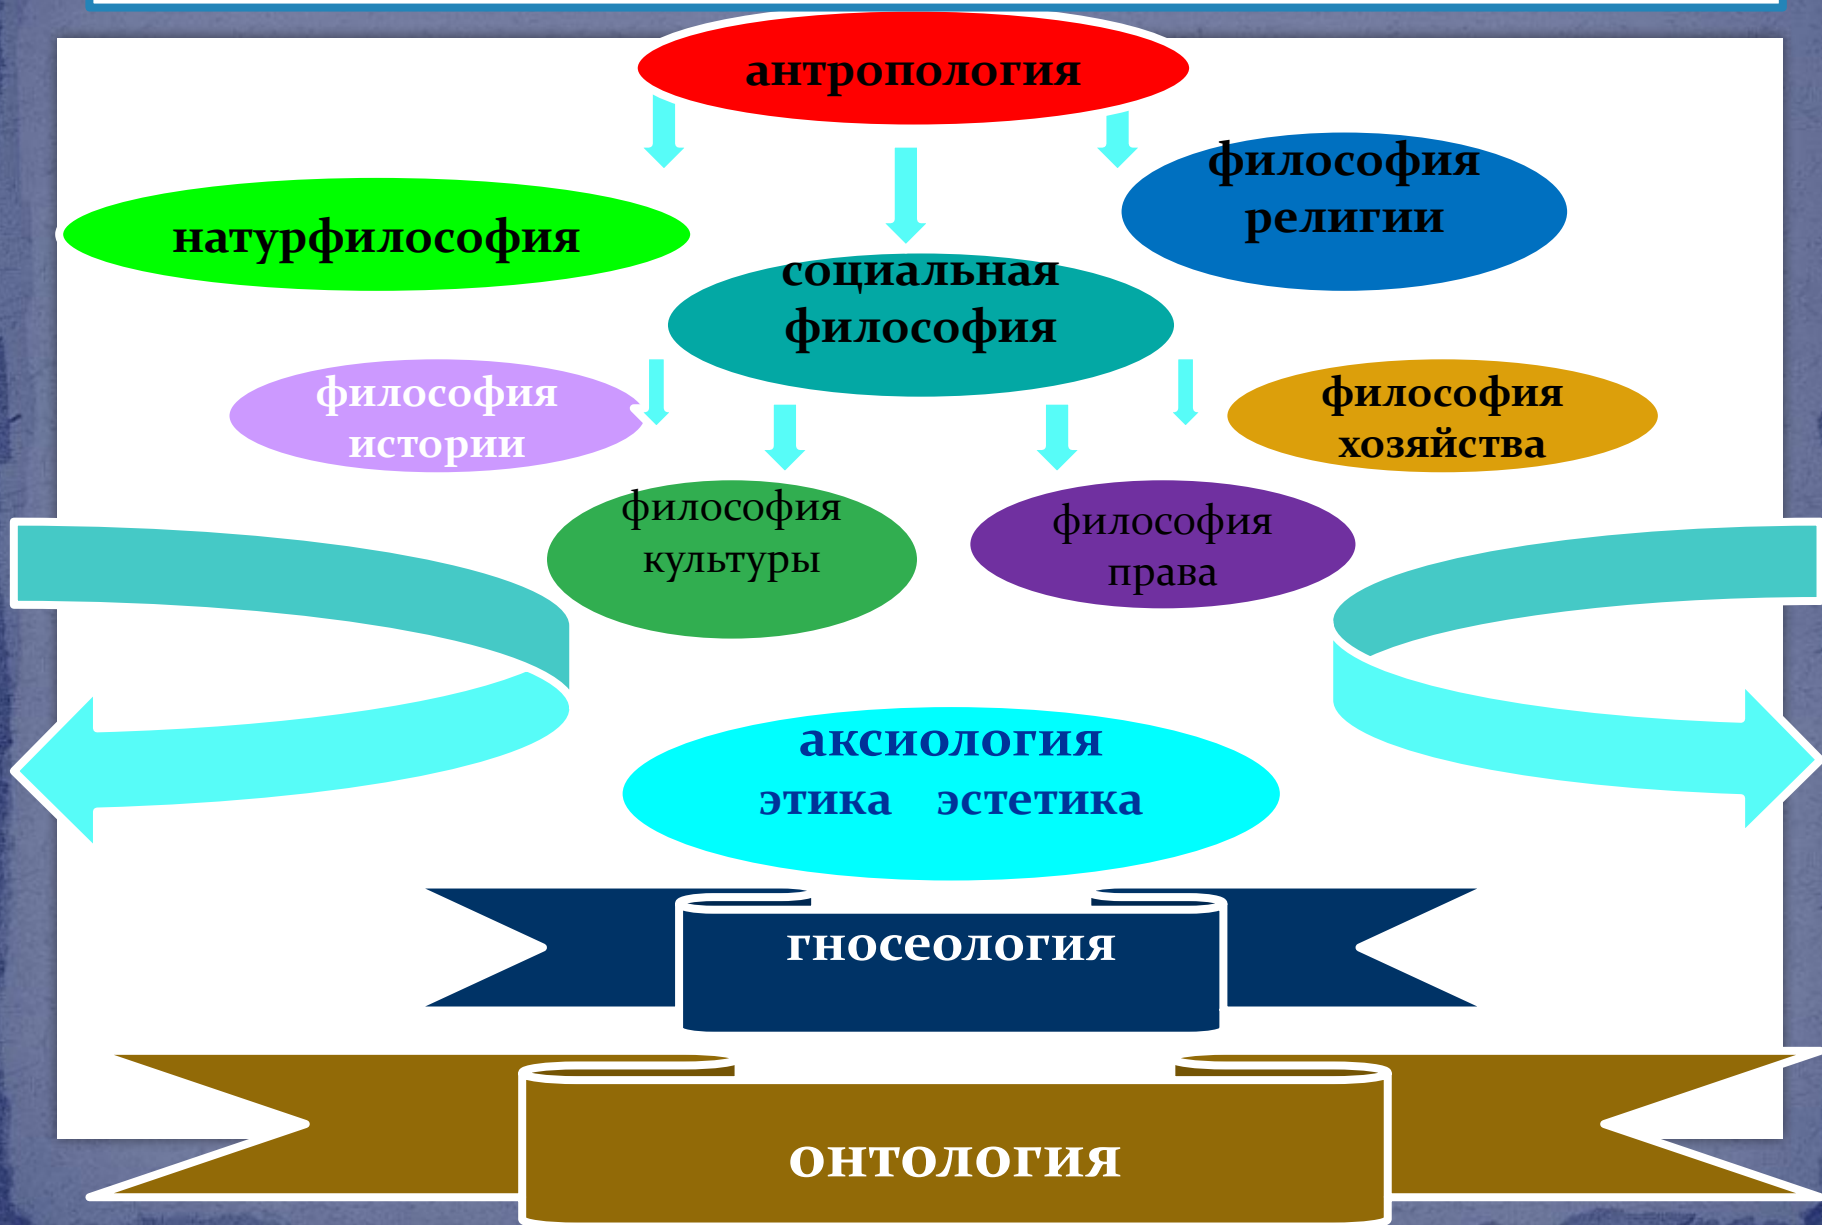 антропология
философия
религии
натурфилософия
социальная
философия
философия
истории
философия
хозяйства
философия
культуры
философия
права
аксиология
этика эстетика
гносеология
онтология